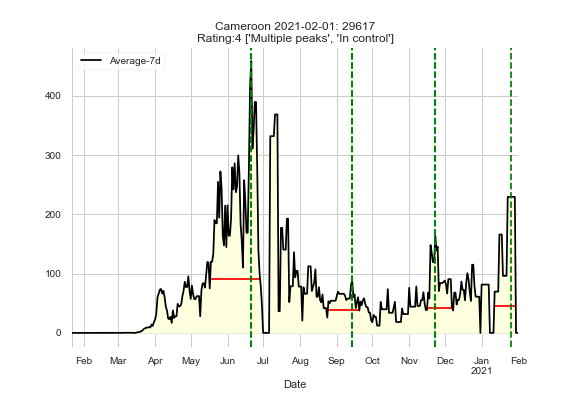 Cameroon 2021-02-01: 29617
Rating:4 ['Multiple peaks', 'In control']
Average-7d
400
300
200
100
0
Feb Mar Apr May Jun Jul Aug Sep Oct Nov Dec Jan Feb
2021
Date